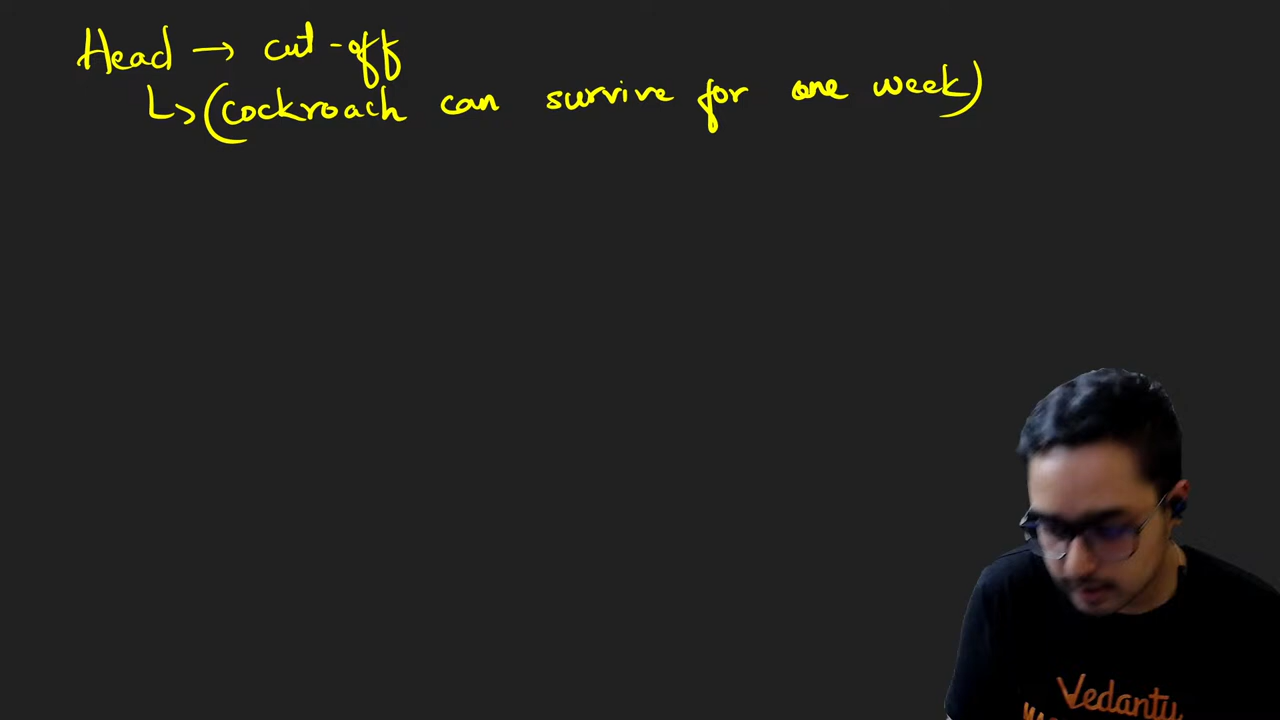 Head → cut-off
↳ (cockroach can survive for one week)
Vedantu